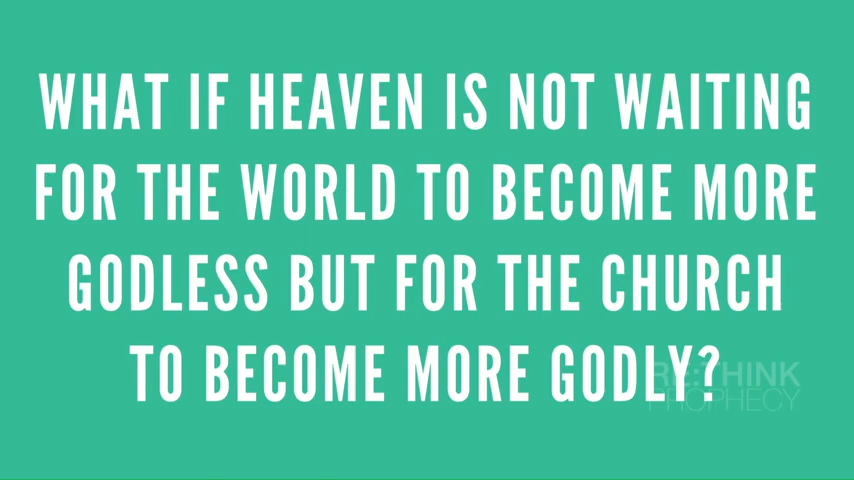 WHAT IF HEAVEN IS NOT WAITING
FOR THE WORLD TO BECOME MORE
GODLESS BUT FOR THE CHURCH
TO BECOME MORE GODLY?
RE:THINK
PROPHECY